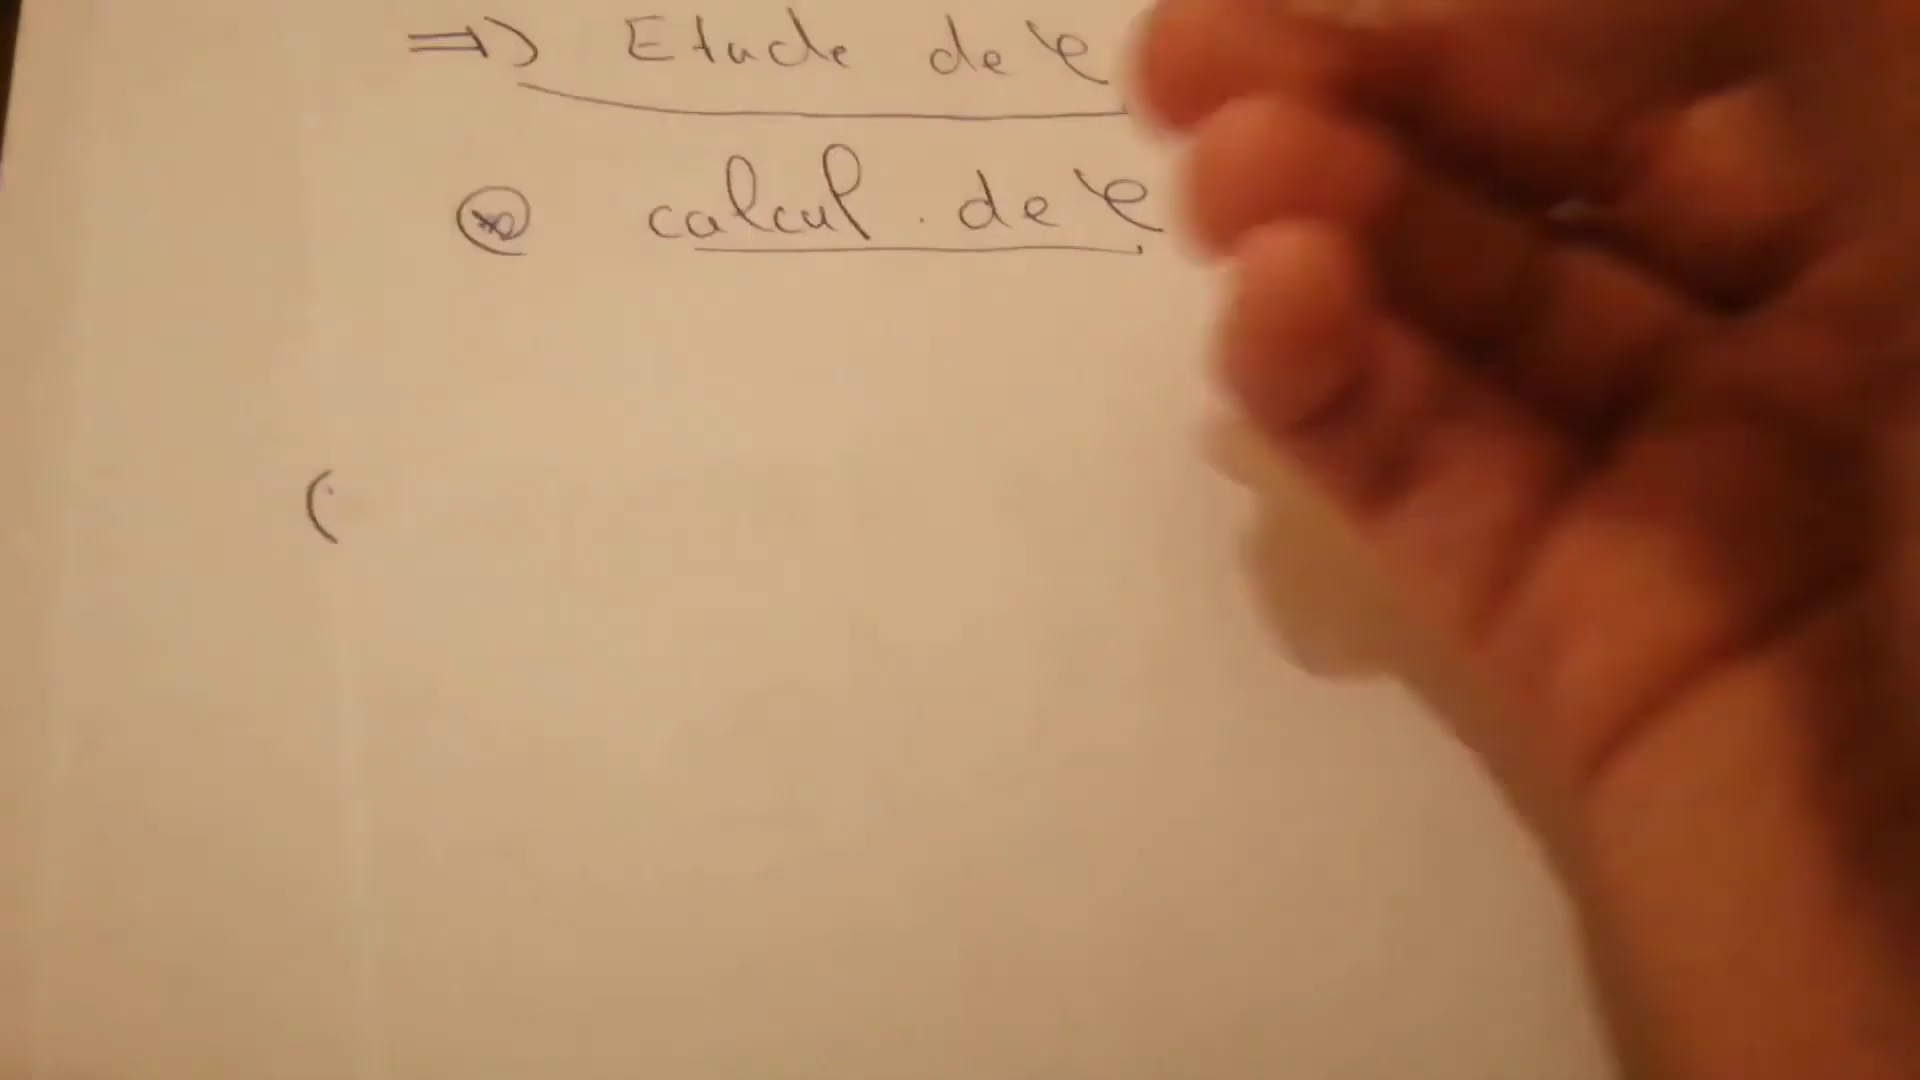 ⇒) Etude de φ
⊛ calcul . de φ
(